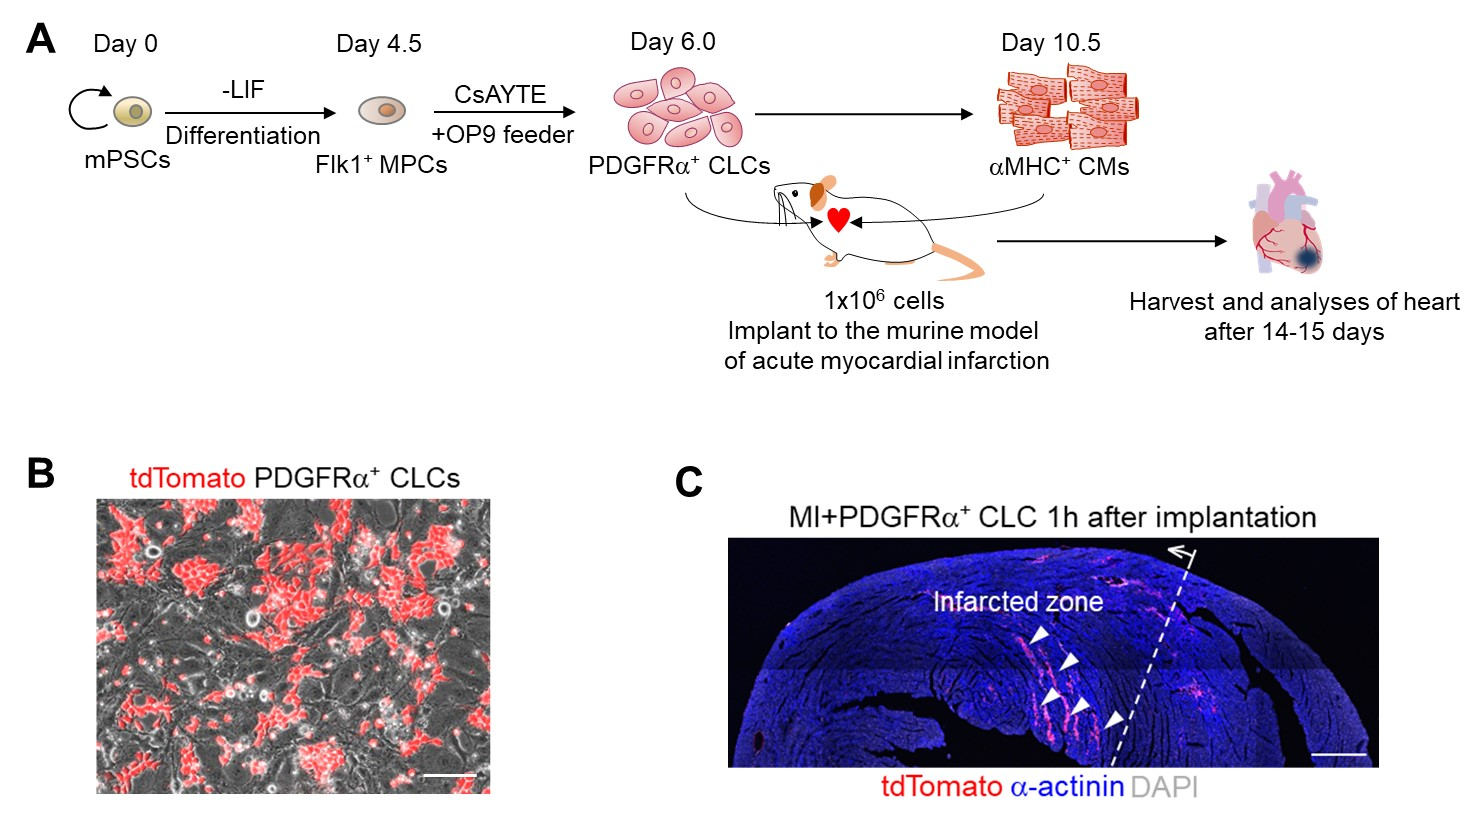 A
Day 0
Day 4.5
Day 6.0
Day 10.5
-LIF
Differentiation
CsAYTE
+OP9 feeder
mPSCs
Flk1⁺ MPCs
PDGFRα⁺ CLCs
αMHC⁺ CMs
1x10⁶ cells
Implant to the murine model
of acute myocardial infarction
Harvest and analyses of heart
after 14-15 days
B
tdTomato PDGFRα⁺ CLCs
C
MI+PDGFRα⁺ CLC 1h after implantation
Infarcted zone
tdTomato α-actinin DAPI